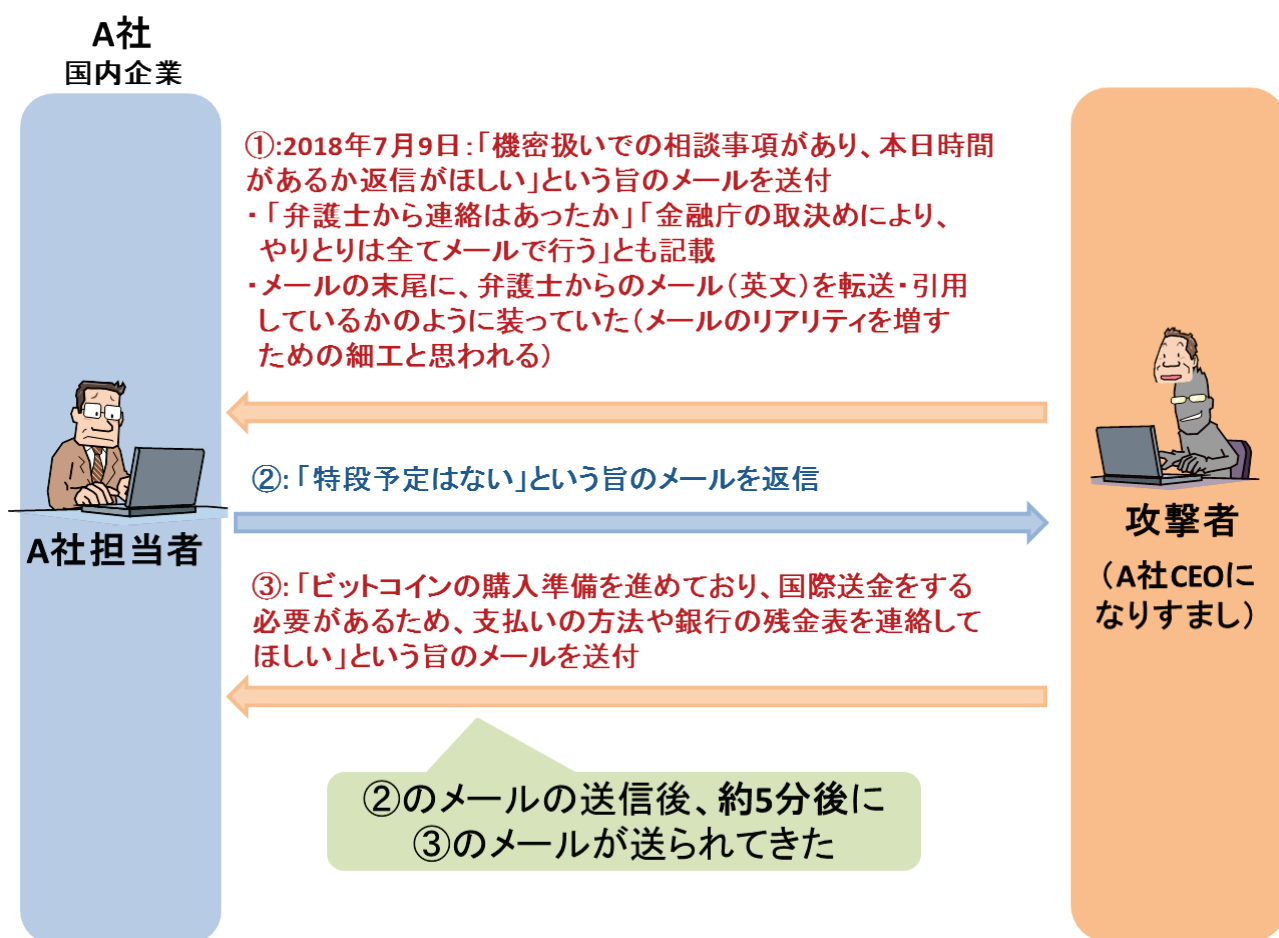 A社
国内企業
①:2018年7月9日:「機密扱いでの相談事項があり、本日時間
があるか返信がほしい」という旨のメールを送付
・「弁護士から連絡はあったか」「金融庁の取決めにより、
やりとりは全てメールで行う」とも記載
・メールの末尾に、弁護士からのメール(英文)を転送・引用
しているかのように装っていた(メールのリアリティを増す
ための細工と思われる)
②:「特段予定はない」という旨のメールを返信
A社担当者
攻撃者
(A社CEOに
なりすまし)
③:「ビットコインの購入準備を進めており、国際送金をする
必要があるため、支払いの方法や銀行の残金表を連絡して
ほしい」という旨のメールを送付
②のメールの送信後、約5分後に
③のメールが送られてきた